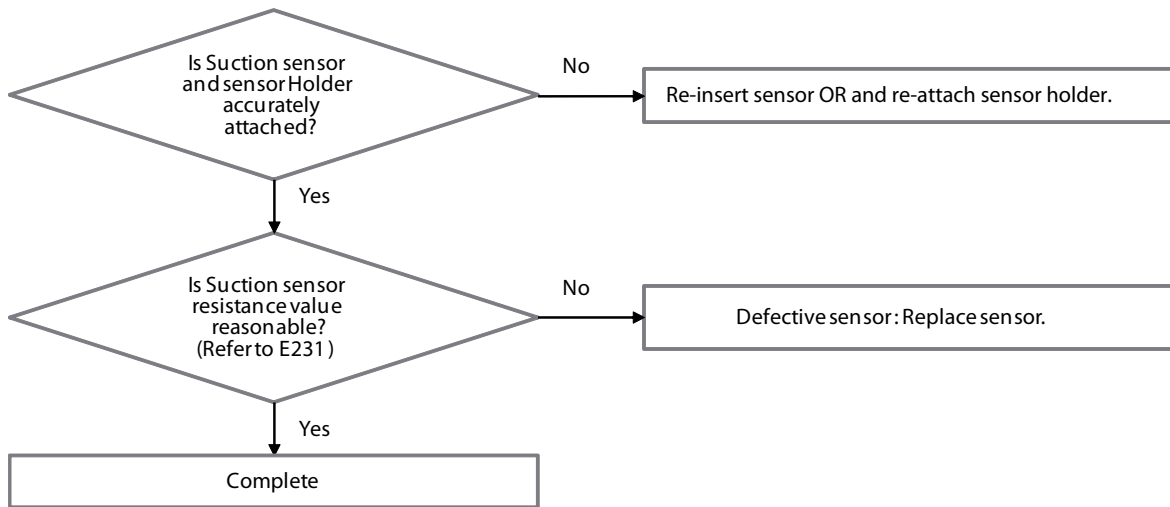 Is Suction sensor
and sensor Holder
accurately
attached?
No
Re-insert sensor OR and re-attach sensor holder.
Yes
Is Suction sensor
resistance value
reasonable?
(Refer to E231)
No
Defective sensor: Replace sensor.
Yes
Complete